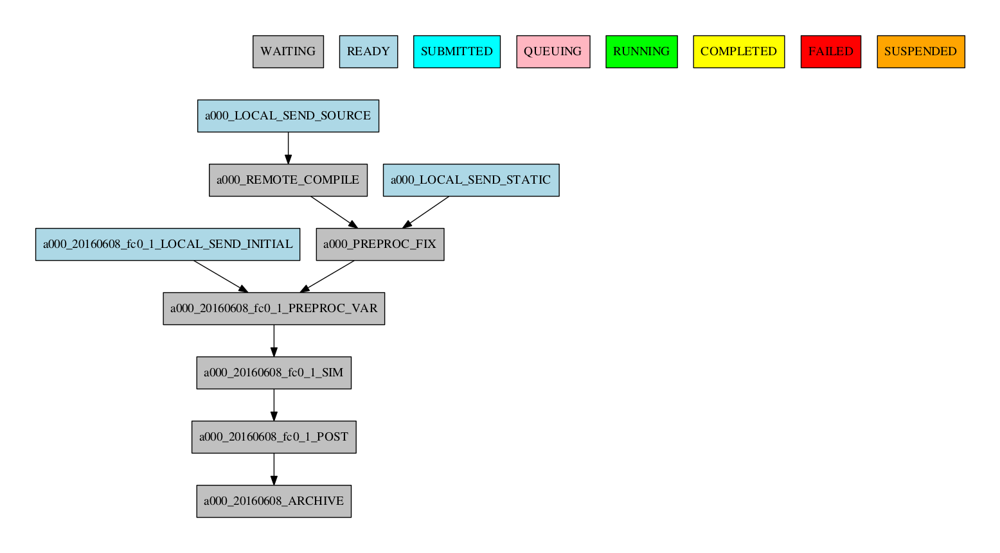 WAITING READY SUBMITTED QUEUING RUNNING COMPLETED FAILED SUSPENDED
a000_LOCAL_SEND_SOURCE
a000_REMOTE_COMPILE a000_LOCAL_SEND_STATIC
a000_20160608_fc0_1_LOCAL_SEND_INITIAL a000_PREPROC_FIX
a000_20160608_fc0_1_PREPROC_VAR
a000_20160608_fc0_1_SIM
a000_20160608_fc0_1_POST
a000_20160608_ARCHIVE